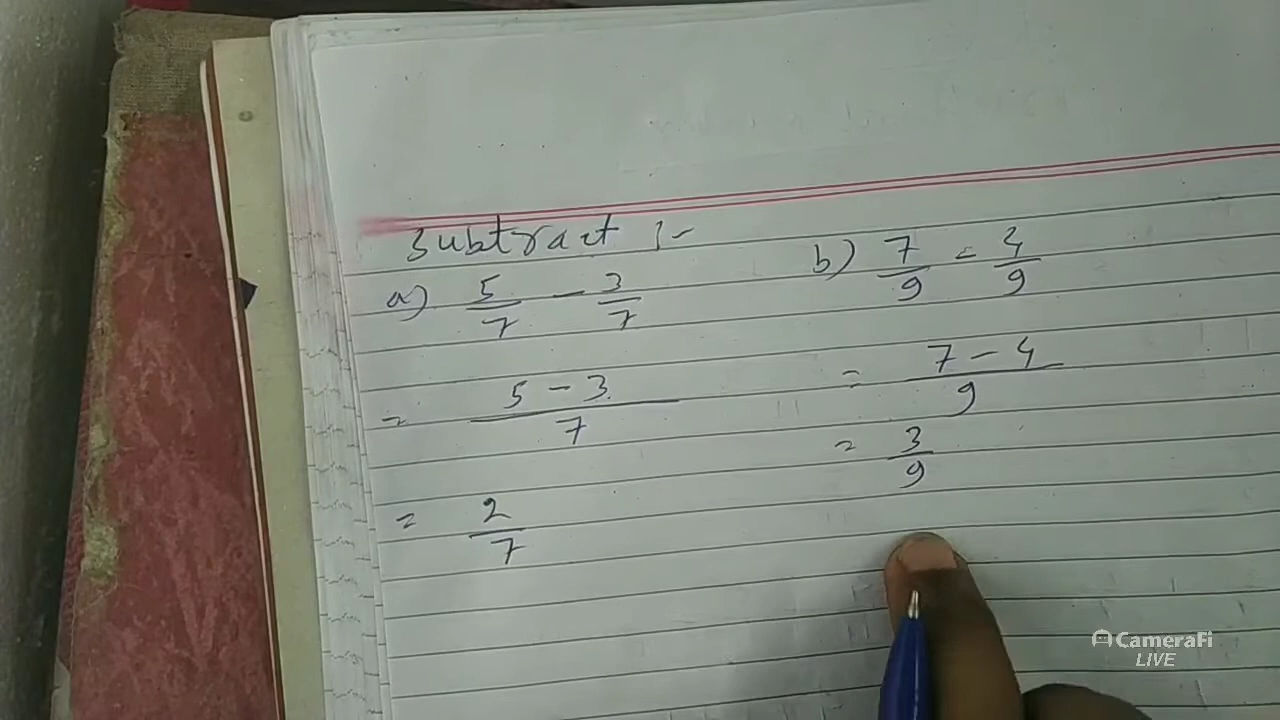 Subtract :-
a) 5/7 - 3/7
= 5 - 3 / 7
= 2/7
b) 7/9 - 4/9
= 7 - 4 / 9
= 3/9
CameraFi
LIVE